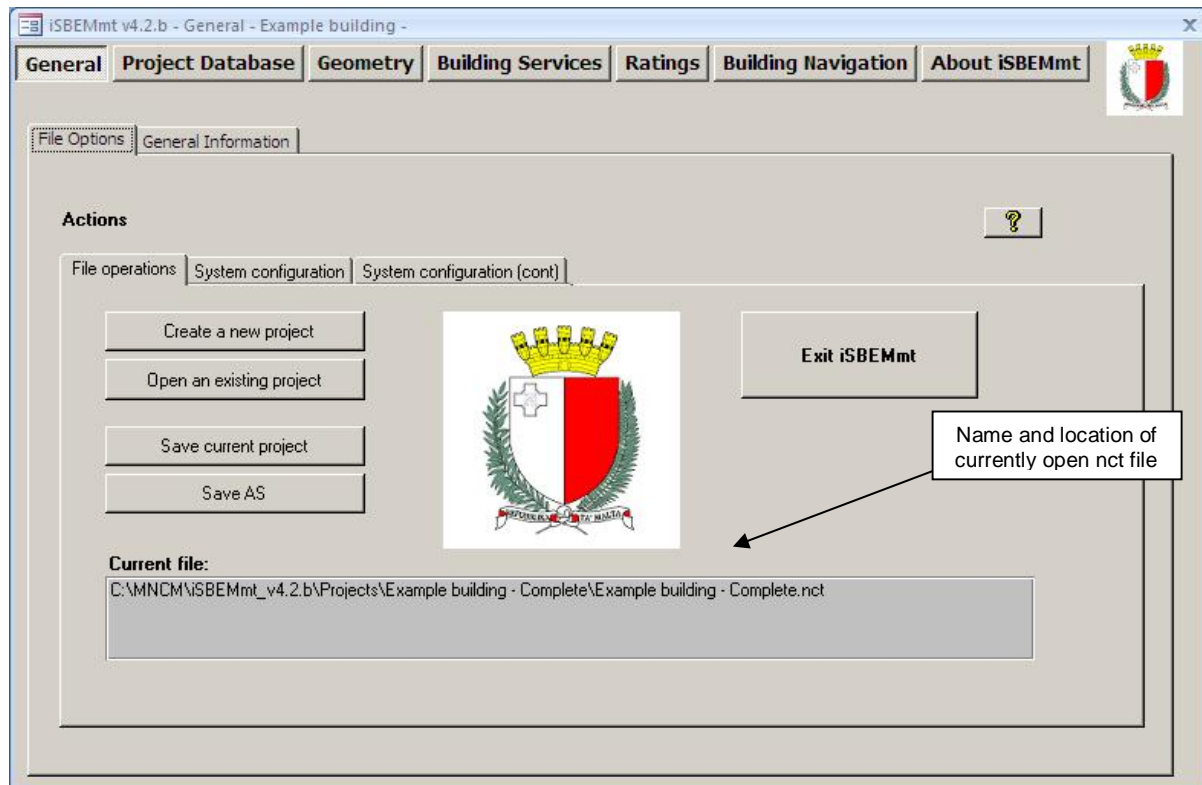 iSBEMmt v4.2.b - General - Example building -
X
General Project Database Geometry Building Services Ratings Building Navigation About iSBEMmt
File Options General Information
Actions
?
File operations System configuration System configuration (cont)
Create a new project
Open an existing project
Exit iSBEMmt
Save current project
Save AS
Name and location of
currently open nct file
Current file:
C:\MNCM\iSBEMmt_v4.2.b\Projects\Example building - Complete\Example building - Complete.nct